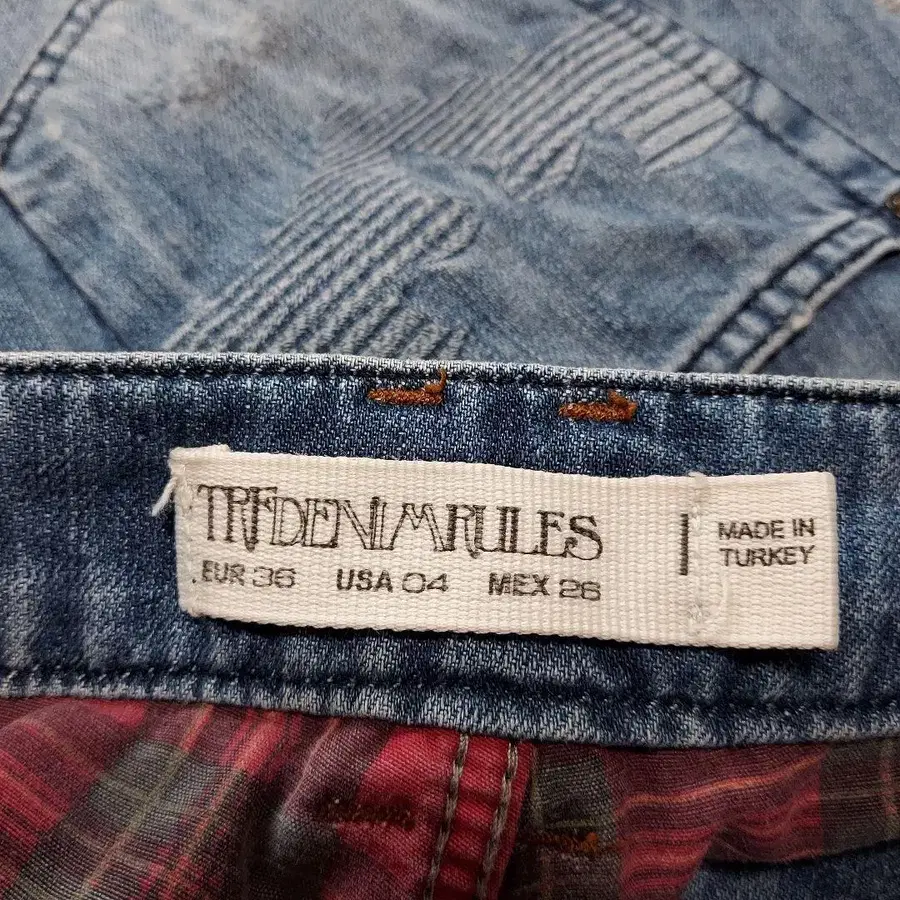 TRFDENIMRULES
EUR 36 USA 04 MEX 26
MADE IN
TURKEY